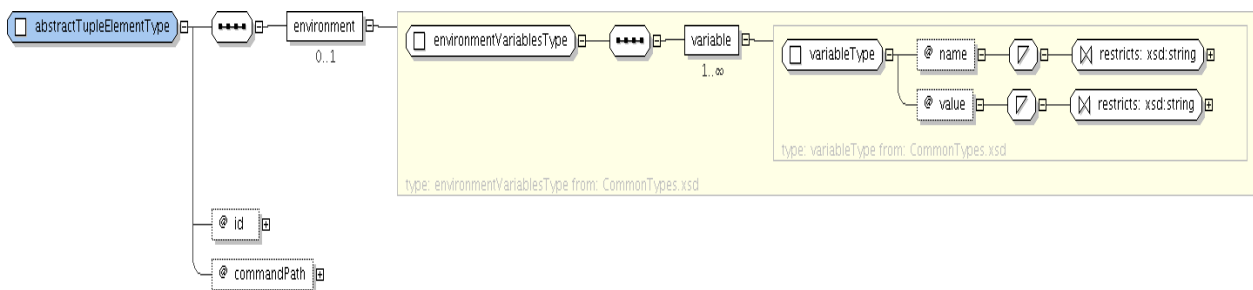 abstractTupleElementType
environment
0..1
environmentVariablesType
variable
1..∞
variableType
@ name
restricts: xsd:string
@ value
restricts: xsd:string
type: variableType from: CommonTypes.xsd
type: environmentVariablesType from: CommonTypes.xsd
@ id
@ commandPath